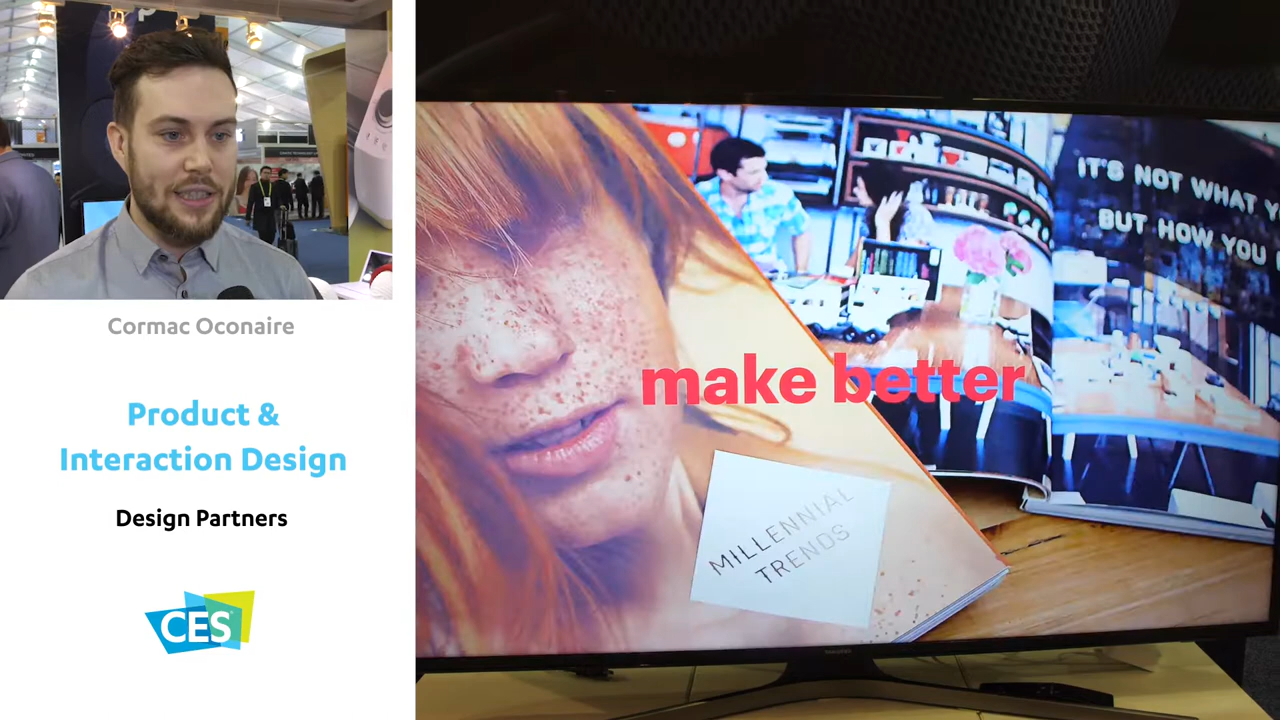 Cormac Oconaire
Product &
Interaction Design
Design Partners
CES
IT'S NOT WHAT
BUT HOW YOU
make better
MILLENNIAL
TRENDS